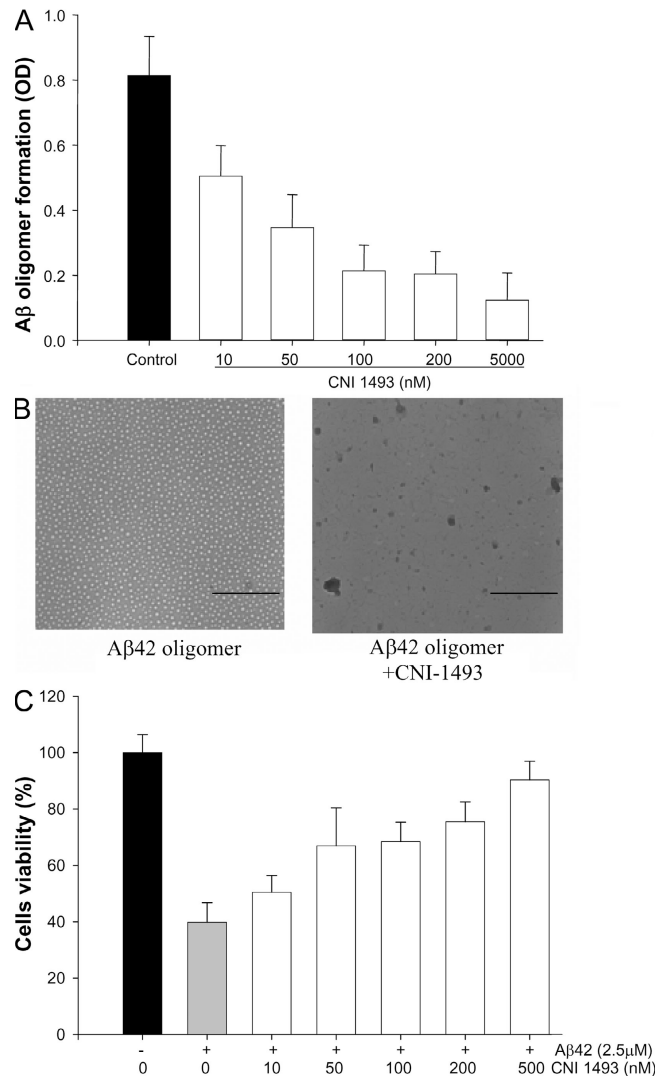 A
Aβ oligomer formation (OD)
1.0
0.8
0.6
0.4
0.2
0.0
Control 10 50 100 200 5000
CNI 1493 (nM)
B
Aβ42 oligomer
Aβ42 oligomer
+CNI-1493
C
Cells viability (%)
120
100
80
60
40
20
0
- + + + + + + Aβ42 (2.5μM)
0 0 10 50 100 200 500 CNI 1493 (nM)